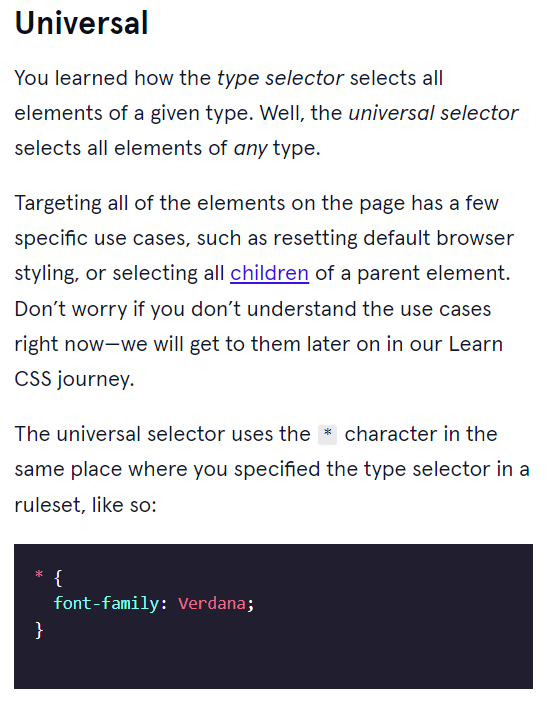 Universal
You learned how the type selector selects all
elements of a given type. Well, the universal selector
selects all elements of any type.
Targeting all of the elements on the page has a few
specific use cases, such as resetting default browser
styling, or selecting all children of a parent element.
Don’t worry if you don’t understand the use cases
right now—we will get to them later on in our Learn
CSS journey.
The universal selector uses the * character in the
same place where you specified the type selector in a
ruleset, like so:
* {
  font-family: Verdana;
}